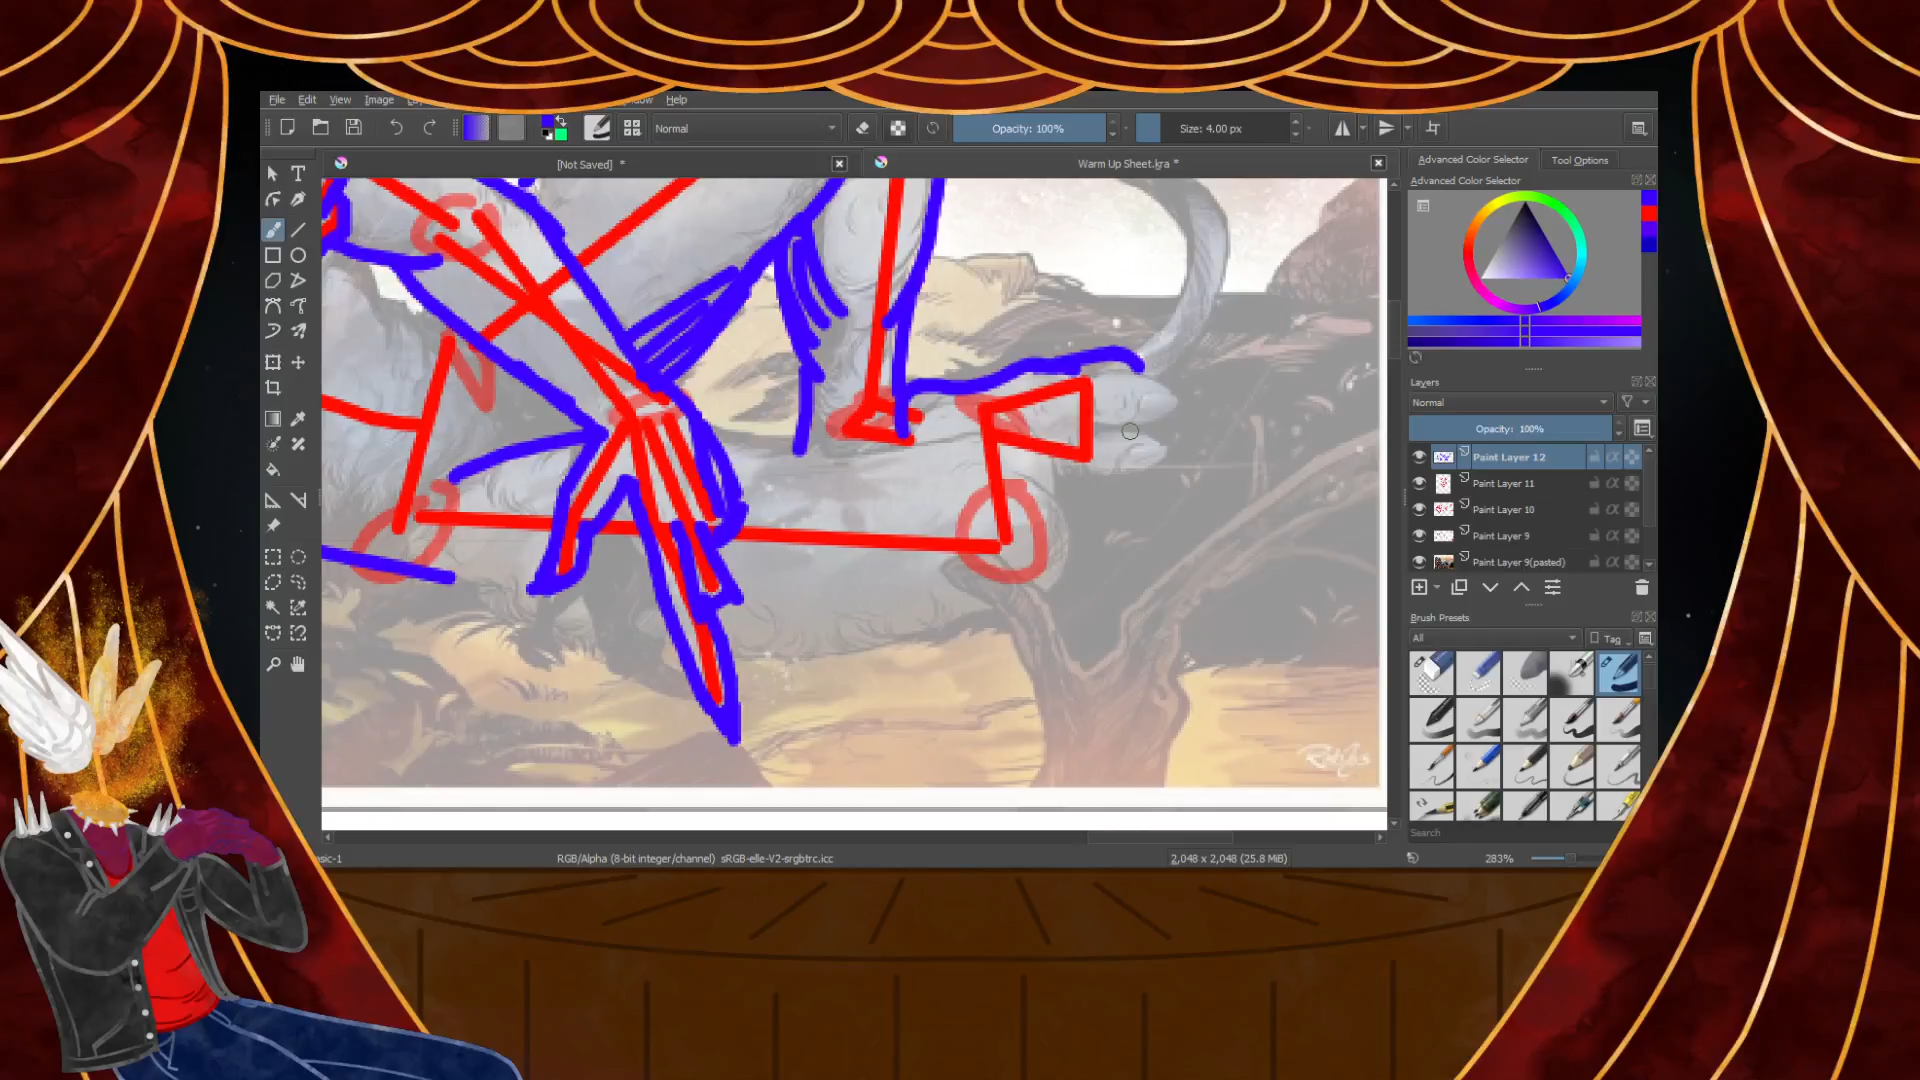 File Edit View Image Help
Normal
Opacity: 100%
Size: 4.00 px
[Not Saved] *
Warm Up Sheet.kra *
Advanced Color Selector
Tool Options
Advanced Color Selector
Layers
Normal
Opacity: 100%
Paint Layer 12
Paint Layer 11
Paint Layer 10
Paint Layer 9
Paint Layer 9(pasted)
Brush Presets
All
Tag
Search
RGB/Alpha (8-bit integer/channel) sRGB-elle-V2-srgbtrc.icc
2,048 x 2,048 (25.8 MiB)
283%